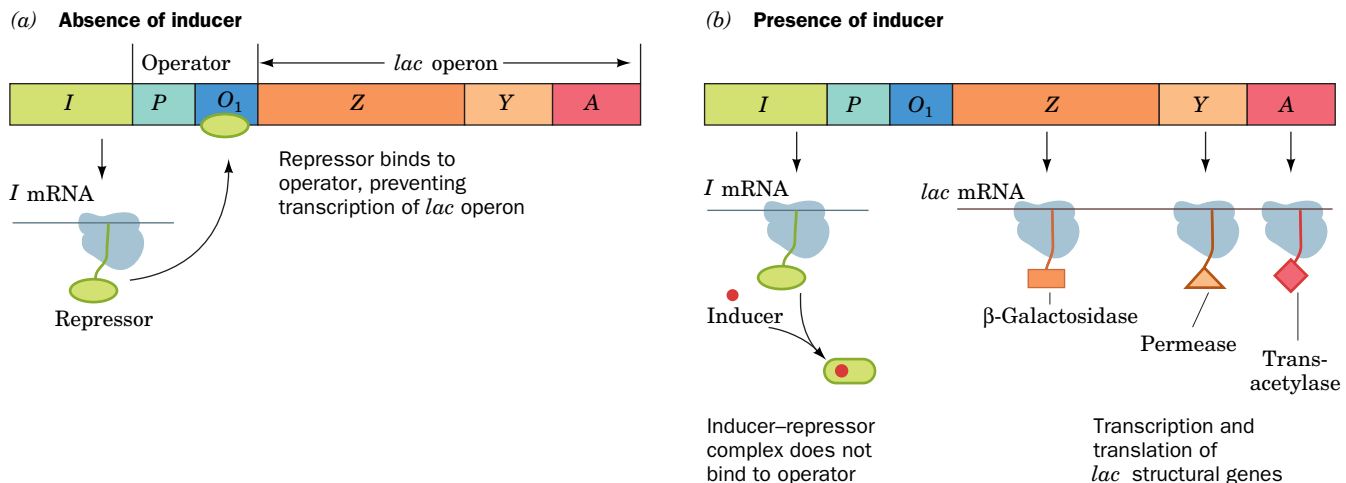 (a) Absence of inducer
Operator
lac operon
I P O1 Z Y A
Repressor binds to
operator, preventing
transcription of lac operon
I mRNA
Repressor
(b) Presence of inducer
I P O1 Z Y A
I mRNA
lac mRNA
Inducer
β-Galactosidase
Permease
Trans-
acetylase
Inducer–repressor
complex does not
bind to operator
Transcription and
translation of
lac structural genes